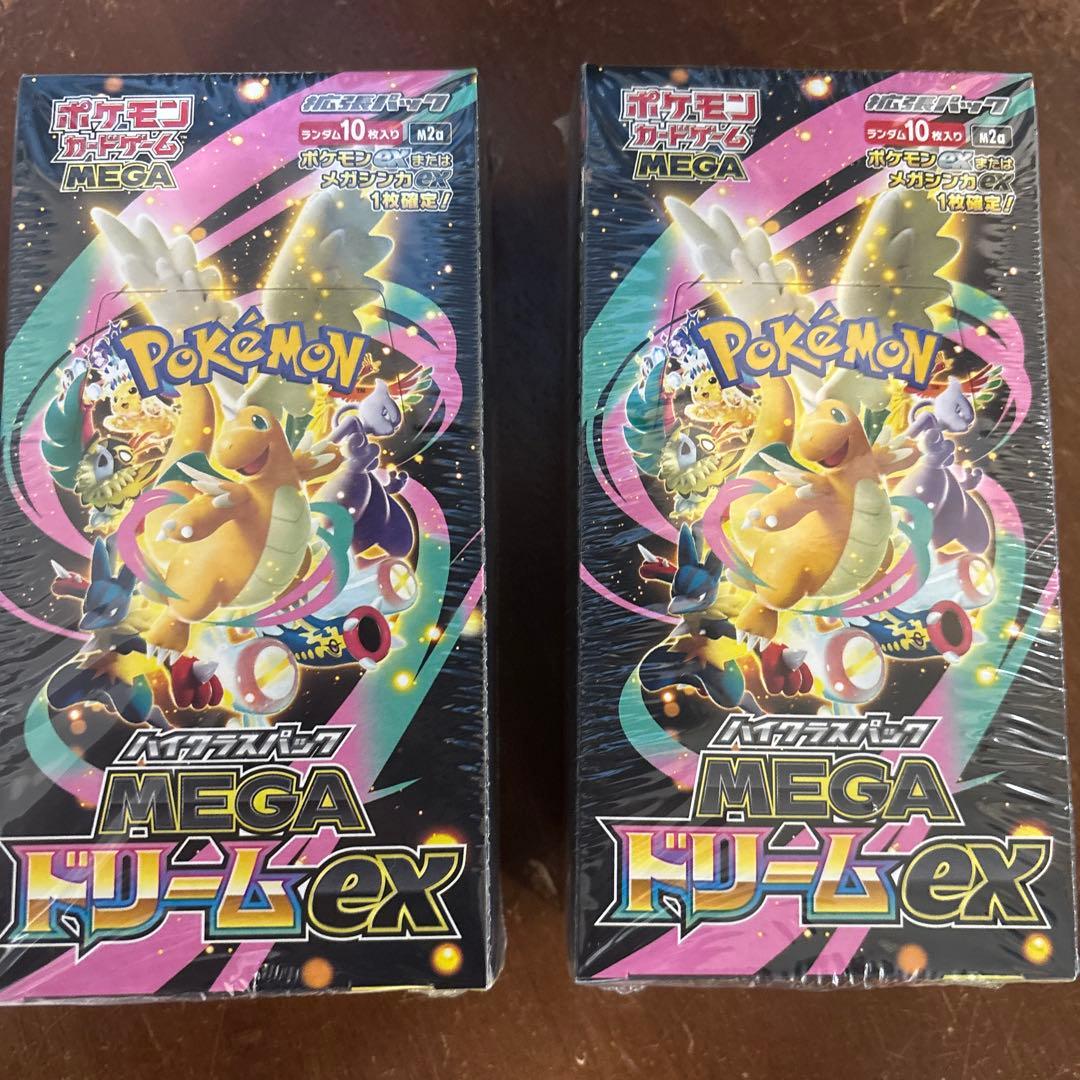 ポケモン
カードゲーム
MEGA
拡張パック
ランダム10枚入り M2a
ポケモンexまたは
メガシンカex
1枚確定!
POKéMON
ハイクラスパック
MEGA
ドリームex
ポケモン
カードゲーム
MEGA
拡張パック
ランダム10枚入り M2a
ポケモンexまたは
メガシンカex
1枚確定!
POKéMON
ハイクラスパック
MEGA
ドリームex